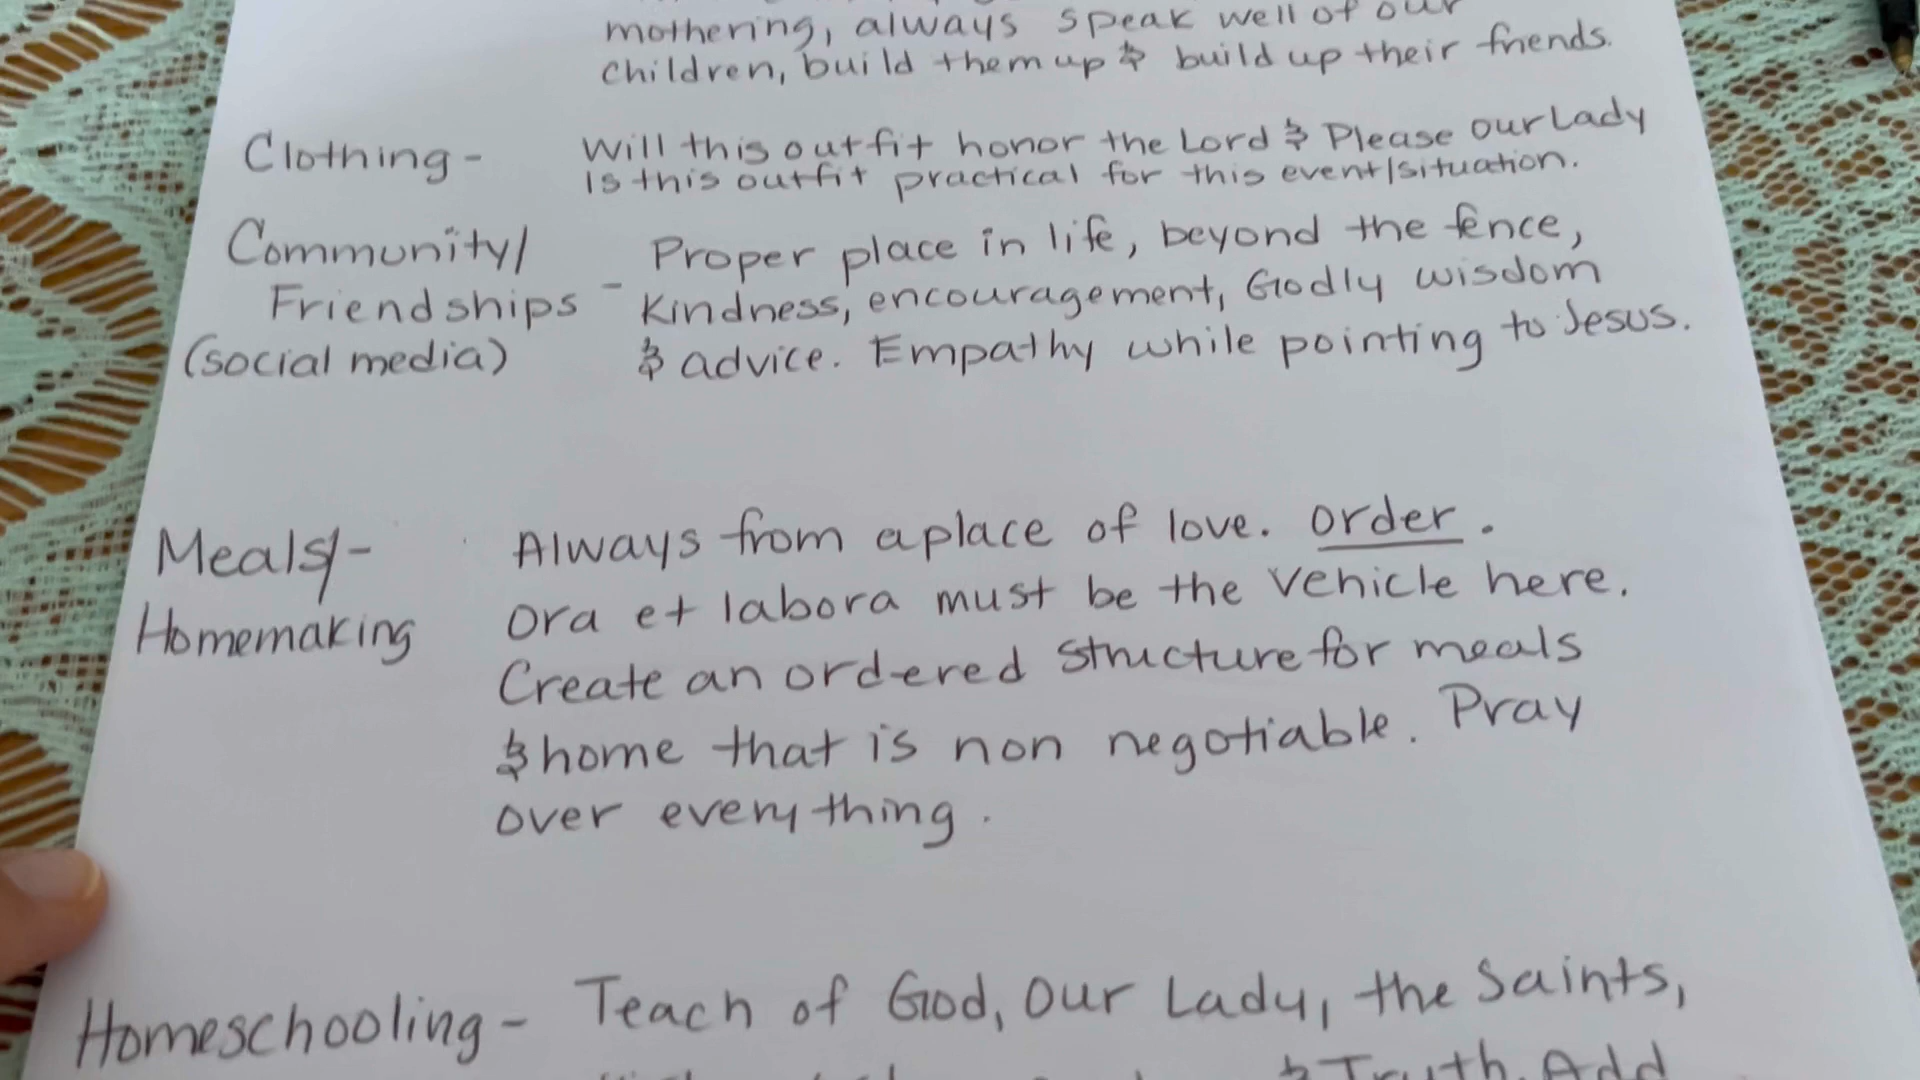 mothering, always speak well of our
children, build them up & build up their friends.
Clothing - Will this outfit honor the Lord & Please Our Lady
Is this outfit practical for this event/situation.
Community/ Proper place in life, beyond the fence,
Friendships - Kindness, encouragement, Godly wisdom
(social media) & advice. Empathy while pointing to Jesus.
Meals/- Always from a place of love. Order.
Homemaking Ora et labora must be the vehicle here.
Create an ordered structure for meals
& home that is non negotiable. Pray
over everything.
Homeschooling - Teach of God, Our Lady, the Saints,
& Truth. Add